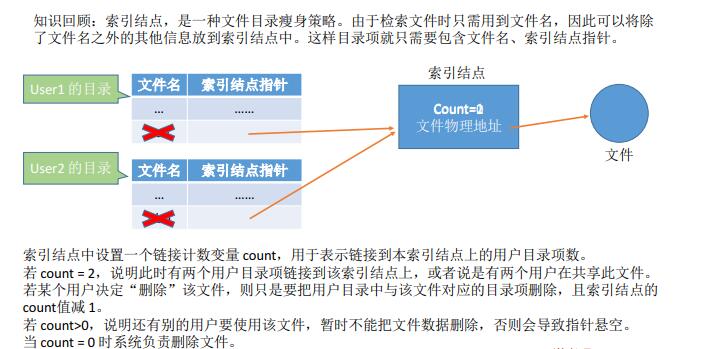 知识回顾：索引结点，是一种文件目录瘦身策略。由于检索文件时只需用到文件名，因此可以将除
了文件名之外的其他信息放到索引结点中。这样目录项就只需要包含文件名、索引结点指针。
索引结点
User1 的目录
文件名 索引结点指针
... ......
Count=
文件物理地址
文件
User2 的目录
文件名 索引结点指针
... ......
索引结点中设置一个链接计数变量 count，用于表示链接到本索引结点上的用户目录项数。
若 count = 2，说明此时有两个用户目录项链接到该索引结点上，或者说是有两个用户在共享此文件。
若某个用户决定“删除”该文件，则只是要把用户目录中与该文件对应的目录项删除，且索引结点的
count值减 1。
若 count>0，说明还有别的用户要使用该文件，暂时不能把文件数据删除，否则会导致指针悬空。
当 count = 0 时系统负责删除文件。